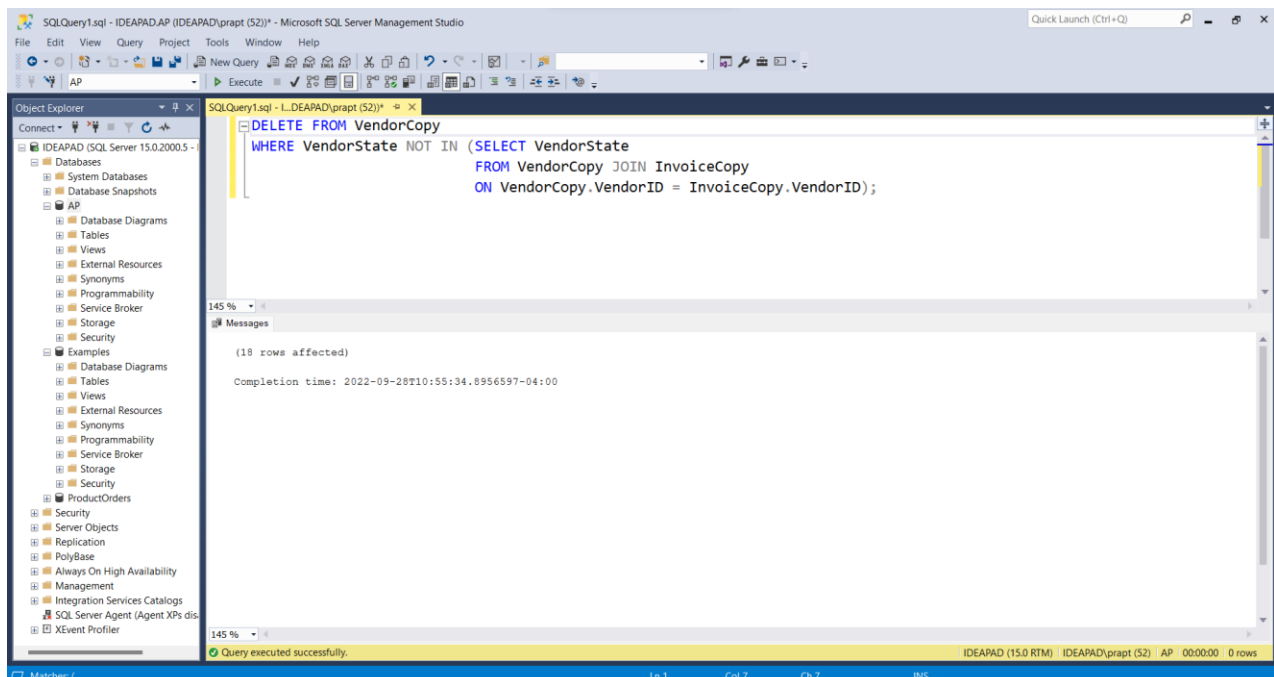 SQLQuery1.sql - IDEAPAD.AP (IDEAPAD\prapt (52))* - Microsoft SQL Server Management Studio
Quick Launch (Ctrl+Q)
File Edit View Query Project Tools Window Help
New Query
AP
Execute
Object Explorer
SQLQuery1.sql - I...DEAPAD\prapt (52))*
Connect
IDEAPAD (SQL Server 15.0.2000.5 -
Databases
System Databases
Database Snapshots
AP
Database Diagrams
Tables
Views
External Resources
Synonyms
Programmability
Service Broker
Storage
Security
Examples
Database Diagrams
Tables
Views
External Resources
Synonyms
Programmability
Service Broker
Storage
Security
ProductOrders
Security
Server Objects
Replication
PolyBase
Always On High Availability
Management
Integration Services Catalogs
SQL Server Agent (Agent XPs dis
XEvent Profiler
DELETE FROM VendorCopy
WHERE VendorState NOT IN (SELECT VendorState
FROM VendorCopy JOIN InvoiceCopy
ON VendorCopy.VendorID = InvoiceCopy.VendorID);
145 %
Messages
(18 rows affected)
Completion time: 2022-09-28T10:55:34.8956597-04:00
145 %
Query executed successfully.
IDEAPAD (15.0 RTM) IDEAPAD\prapt (52) AP 00:00:00 0 rows
Ln 1 Col 7 Ch 7 INS